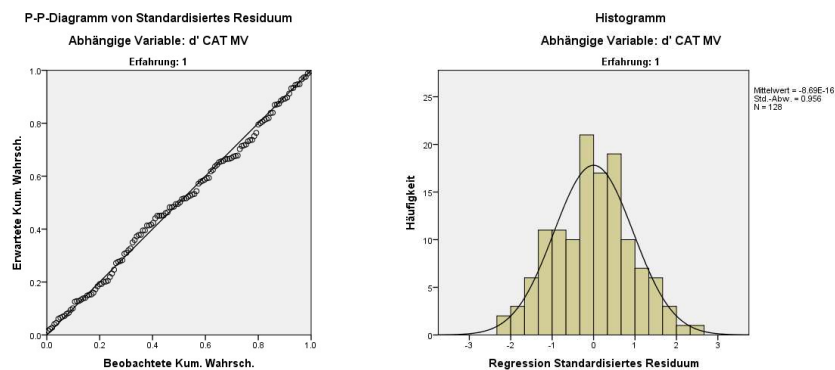 P-P-Diagramm von Standardisiertes Residuum
Abhängige Variable: d' CAT MV
Erfahrung: 1
1.0
0.8
0.6
0.4
0.2
0.0
0.0 0.2 0.4 0.6 0.8 1.0
Erwartete Kum. Wahrsch.
Beobachtete Kum. Wahrsch.
Histogramm
Abhängige Variable: d' CAT MV
Erfahrung: 1
25
20
15
10
5
0
-3 -2 -1 0 1 2 3
Häufigkeit
Regression Standardisiertes Residuum
Mittelwert = -8.69E-16
Std.-Abw. = 0.956
N = 128